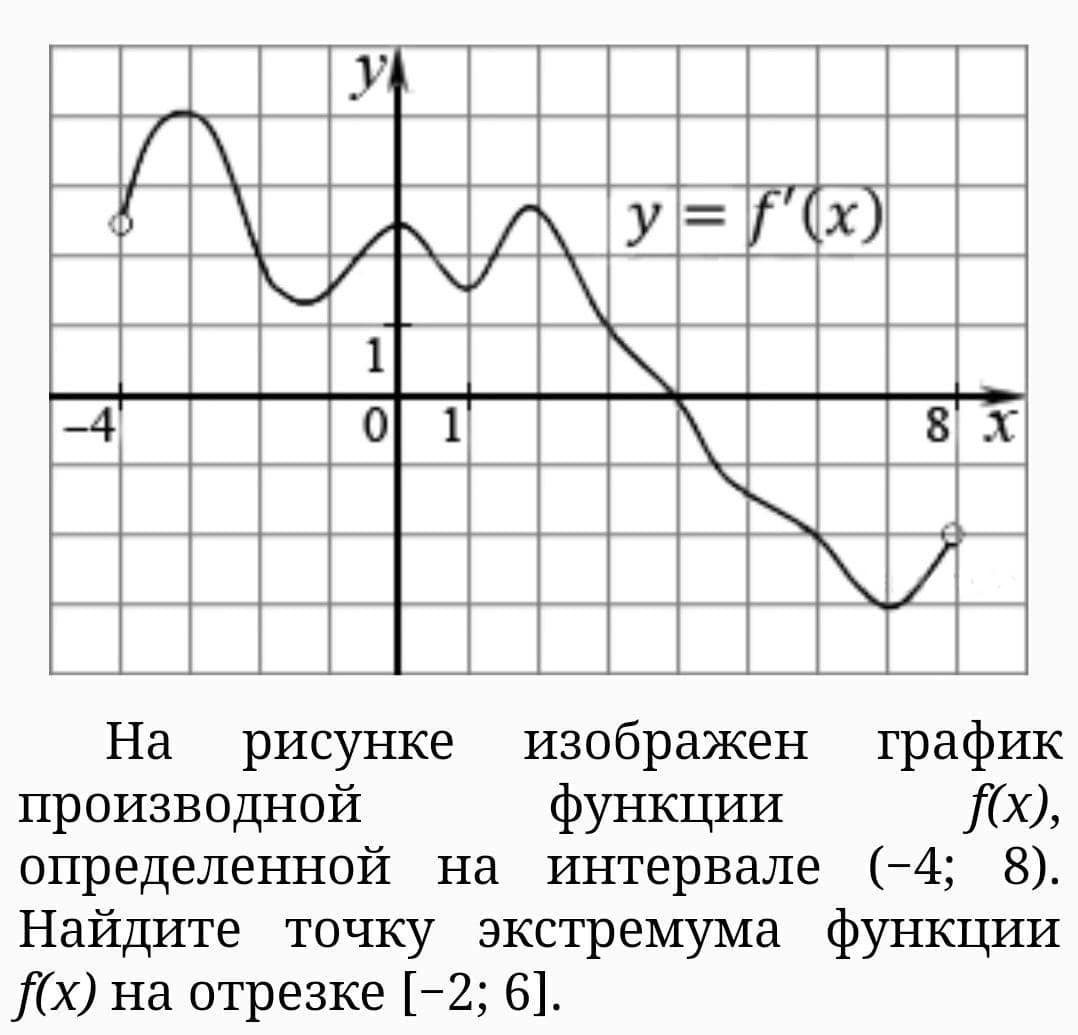 y
y = f′(x)
1
−4 0 1 8 x
На рисунке изображен график
производной функции f(x),
определенной на интервале (−4; 8).
Найдите точку экстремума функции
f(x) на отрезке [−2; 6].